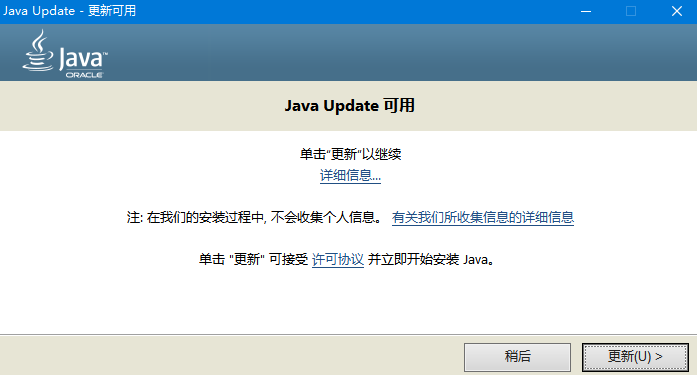 Java Update - 更新可用
Java™
ORACLE
Java Update 可用
单击“更新”以继续
详细信息...
注: 在我们的安装过程中, 不会收集个人信息。 有关我们所收集信息的详细信息
单击 "更新" 可接受 许可协议 并立即开始安装 Java。
稍后
更新(U) >